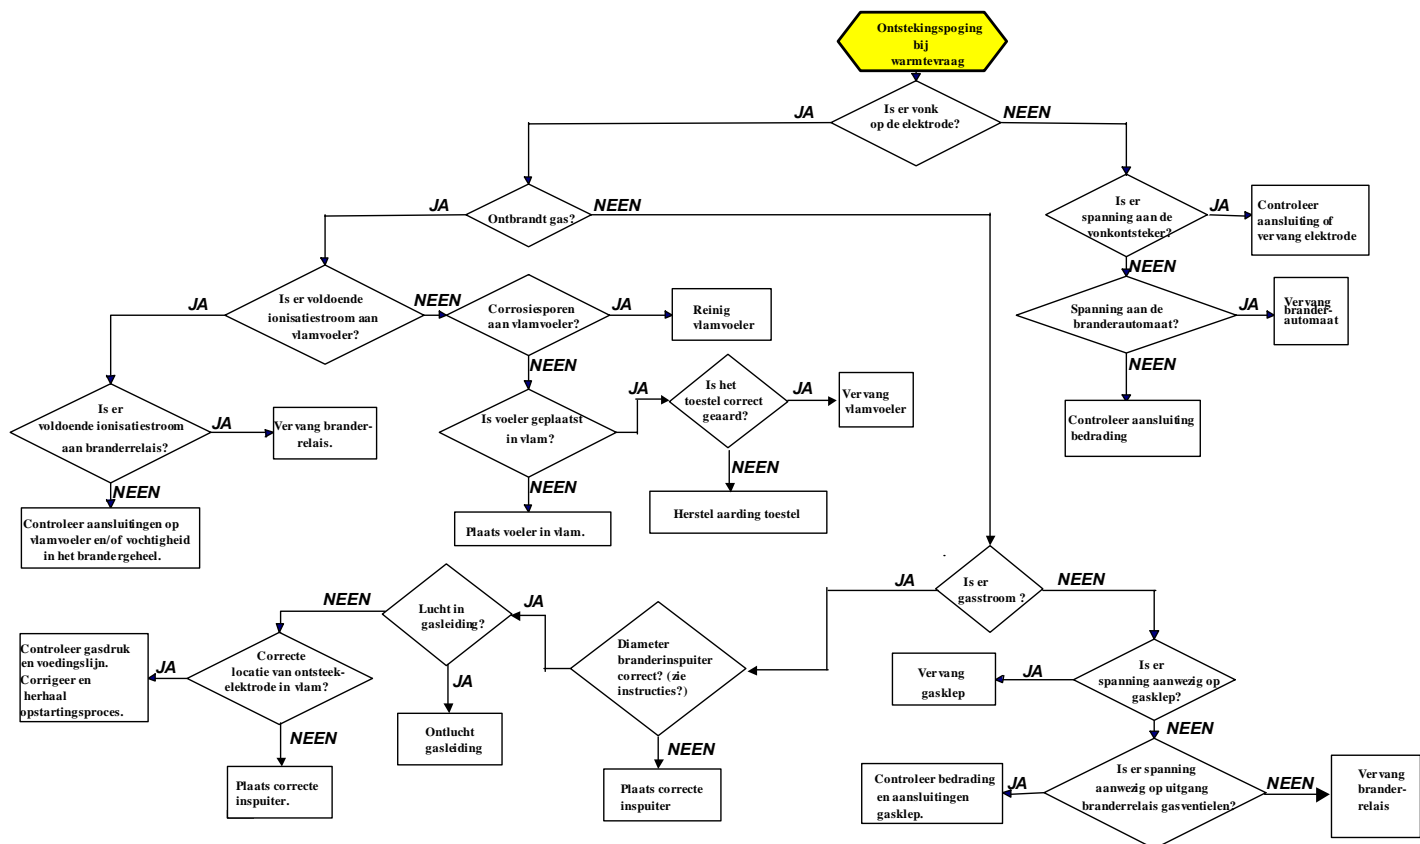 Ontstekingspoging
bij
warmtevraag
Is er vonk
op de elektrode?
JA
NEEN
Ontbrandt gas?
JA
NEEN
Is er
spanning aan de
vonkontsteker?
JA
Controleer
aansluiting of
vervang elektrode
NEEN
Spanning aan de
branderautomaat?
JA
Vervang
brander-
automaat
NEEN
Controleer aansluiting
bedrading
Is er voldoende
ionisatiestroom aan
vlamvoeler?
JA
NEEN
Corrosiesporen
aan vlamvoeler?
JA
Reinig
vlamvoeler
NEEN
Is voeler geplaatst
in vlam?
JA
Is het
toestel correct
geaard?
JA
Vervang
vlamvoeler
NEEN
Herstel aarding toestel
NEEN
Plaats voeler in vlam.
Is er
voldoende ionisatiestroom
aan branderrelais?
JA
Vervang brander-
relais.
NEEN
Controleer aansluitingen op
vlamvoeler en/of vochtigheid
in het brandergeheel.
Is er
gasstroom ?
JA
NEEN
Diameter
branderinspuiter
correct? (zie
instructies?)
JA
NEEN
Plaats correcte
inspuiter
Lucht in
gasleiding?
JA
Ontlucht
gasleiding
NEEN
Correcte
locatie van ontsteek-
elektrode in vlam?
JA
Controleer gasdruk
en voedingslijn.
Corrigeer en
herhaal
opstartingsproces.
NEEN
Plaats correcte
inspuiter.
Is er
spanning aanwezig op
gasklep?
JA
Vervang
gasklep
NEEN
Is er spanning
aanwezig op uitgang
branderrelais gasventielen?
JA
Controleer bedrading
en aansluitingen
gasklep.
NEEN
Vervang
brander-
relais